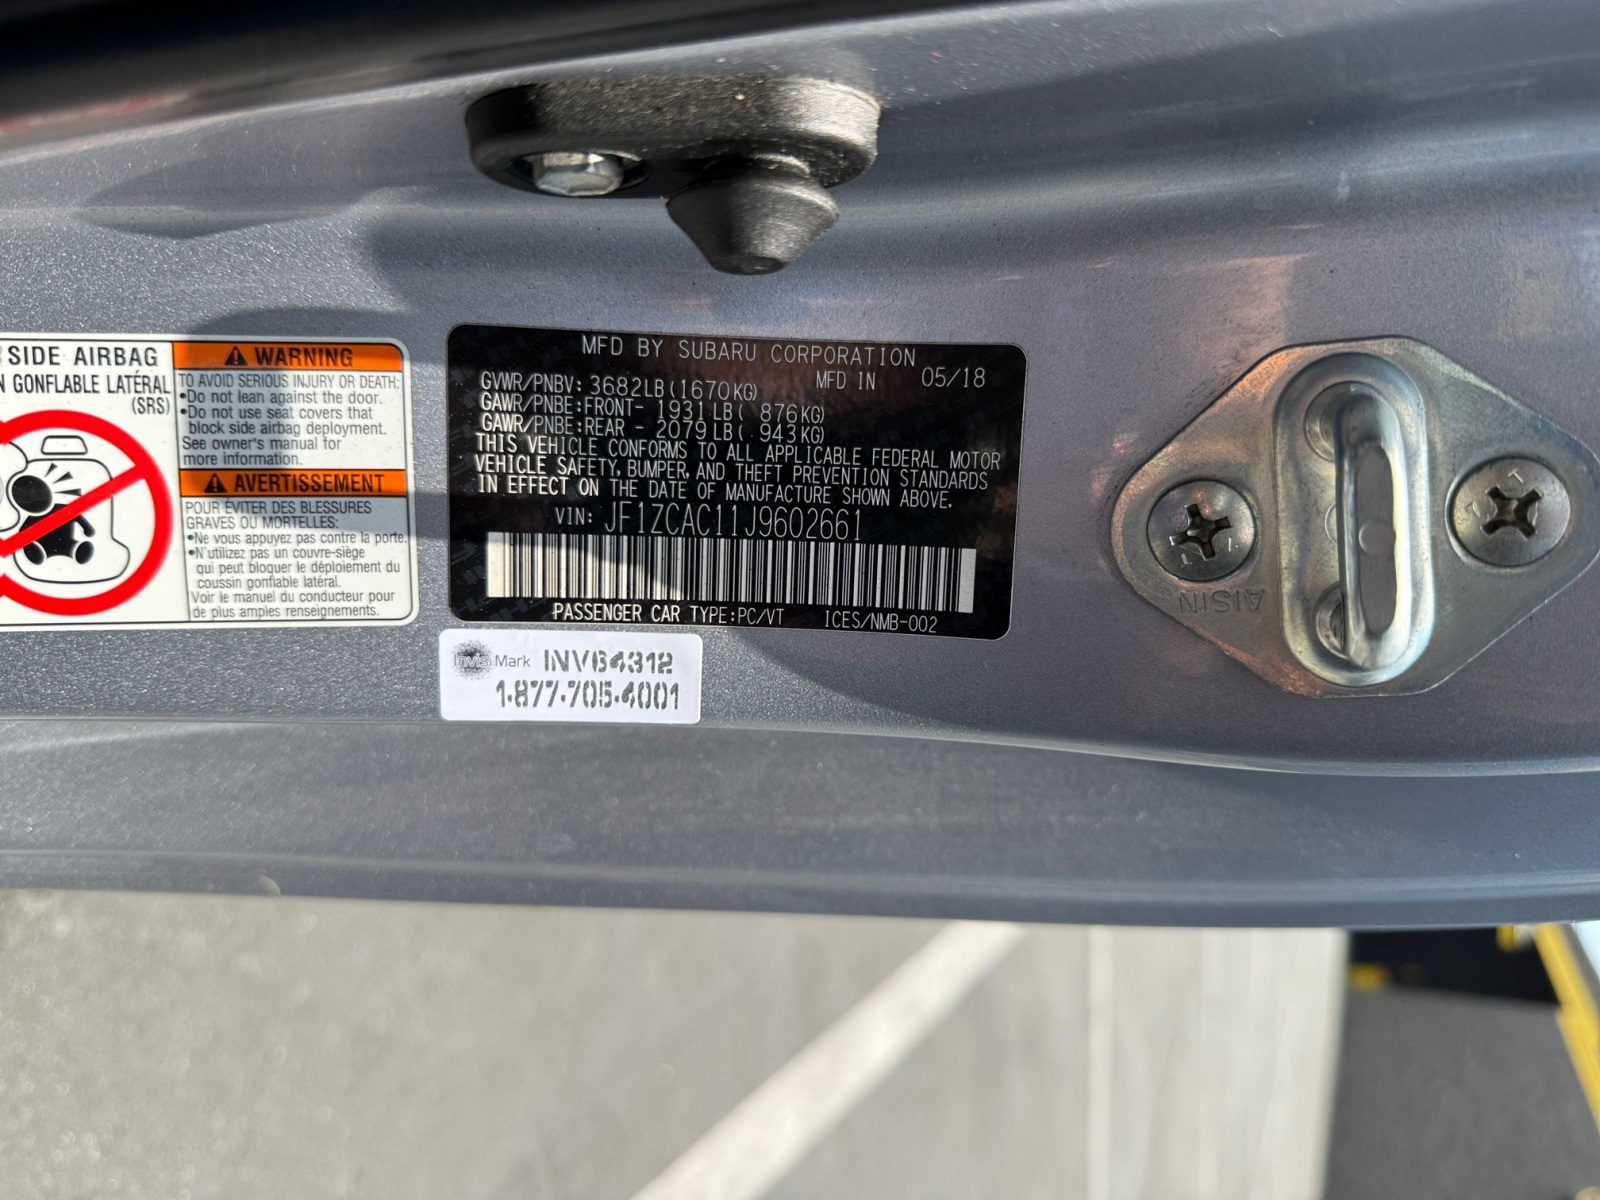 SIDE AIRBAG
N GONFLABLE LATÉRAL
(SRS)
WARNING
TO AVOID SERIOUS INJURY OR DEATH:
•Do not lean against the door.
•Do not use seat covers that
block side airbag deployment.
See owner's manual for
more information.
AVERTISSEMENT
POUR ÉVITER DES BLESSURES
GRAVES OU MORTELLES:
•Ne vous appuyez pas contre la porte.
•N'utilizez pas un couvre-siège
qui peut bloquer le déploiement du
coussin gonflable latéral.
Voir le manuel du conducteur pour
de plus amples renseignements.
MFD BY SUBARU CORPORATION
MFD IN 05/18
GVWR/PNBV: 3682LB(1670KG)
GAWR/PNBE:FRONT- 1931LB( 876KG)
GAWR/PNBE:REAR - 2079LB( 943KG)
THIS VEHICLE CONFORMS TO ALL APPLICABLE FEDERAL MOTOR
VEHICLE SAFETY, BUMPER, AND THEFT PREVENTION STANDARDS
IN EFFECT ON THE DATE OF MANUFACTURE SHOWN ABOVE.
VIN: JF1ZCAC11J9602661
PASSENGER CAR TYPE:PC/VT ICES/NMB-002
InvisiMark INV64312
1·877·705·4001
AISIN